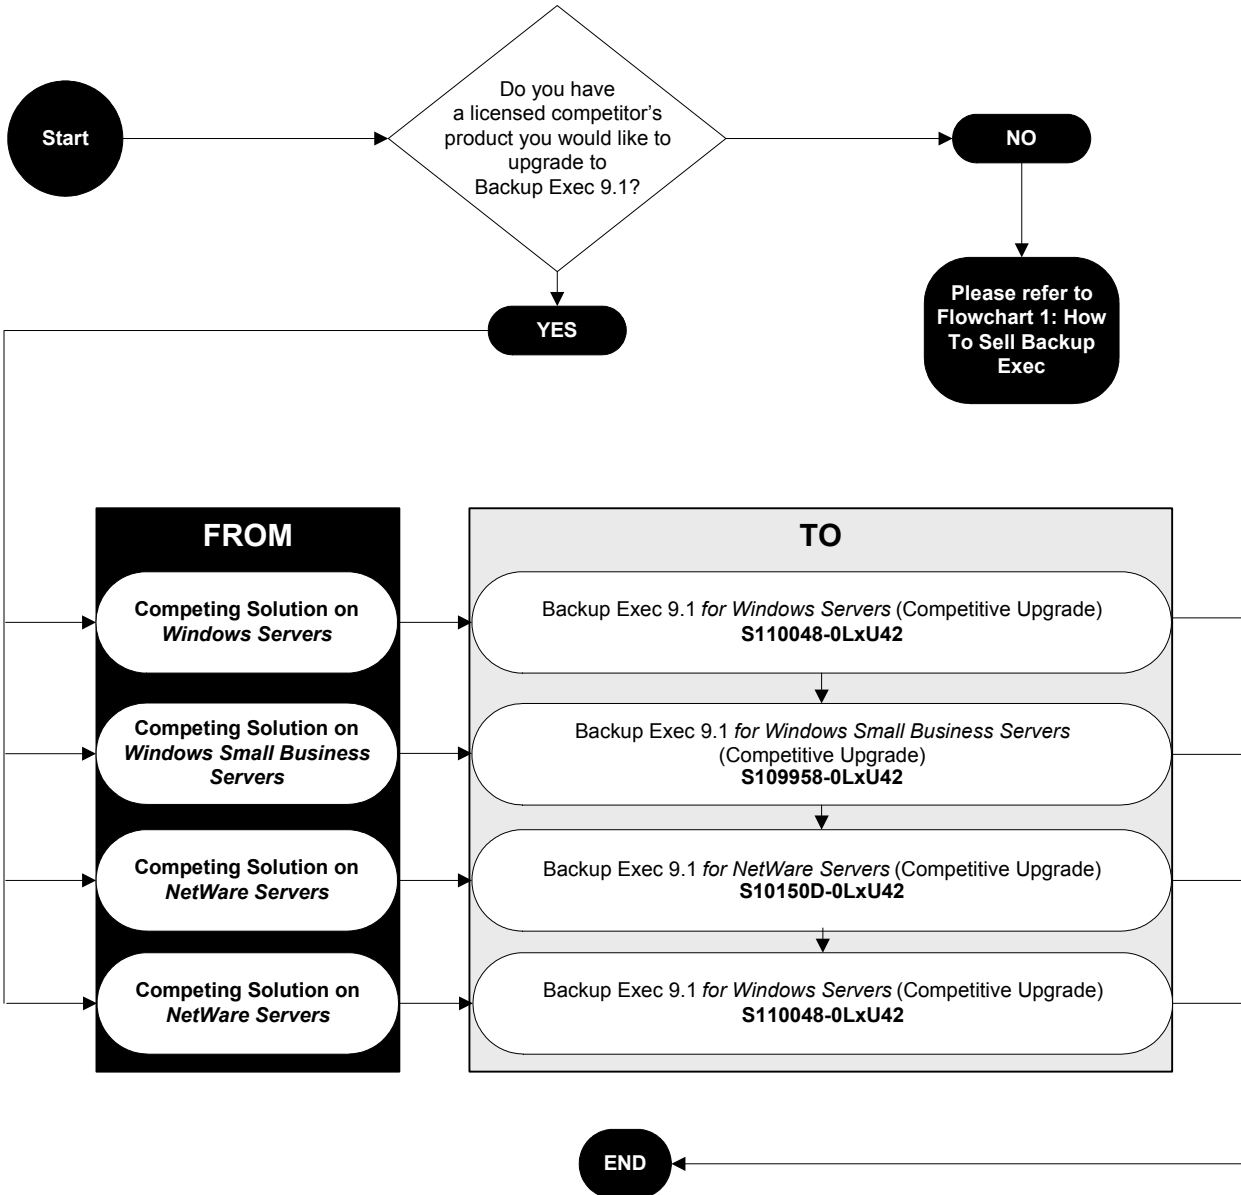 Start
Do you have
a licensed competitor's
product you would like to
upgrade to
Backup Exec 9.1?
NO
Please refer to
Flowchart 1: How
To Sell Backup
Exec
YES
FROM
TO
Competing Solution on
Windows Servers
Backup Exec 9.1 for Windows Servers (Competitive Upgrade)
S110048-0LxU42
Competing Solution on
Windows Small Business
Servers
Backup Exec 9.1 for Windows Small Business Servers
(Competitive Upgrade)
S109958-0LxU42
Competing Solution on
NetWare Servers
Backup Exec 9.1 for NetWare Servers (Competitive Upgrade)
S10150D-0LxU42
Competing Solution on
NetWare Servers
Backup Exec 9.1 for Windows Servers (Competitive Upgrade)
S110048-0LxU42
END